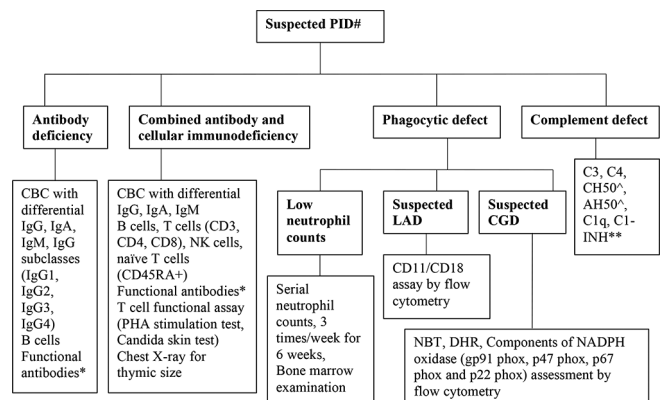 Suspected PID#
Antibody
deficiency
Combined antibody and
cellular immunodeficiency
Phagocytic defect
Complement defect
CBC with
differential
IgG, IgA,
IgM, IgG
subclasses
(IgG1,
IgG2,
IgG3,
IgG4)
B cells
Functional
antibodies*
CBC with differential
IgG, IgA, IgM
B cells, T cells (CD3,
CD4, CD8), NK cells,
naïve T cells
(CD45RA+)
Functional antibodies*
T cell functional assay
(PHA stimulation test,
Candida skin test)
Chest X-ray for
thymic size
Low
neutrophil
counts
Suspected
LAD
Suspected
CGD
C3, C4,
CH50^,
AH50^,
C1q, C1-
INH**
Serial
neutrophil
counts, 3
times/week for
6 weeks,
Bone marrow
examination
CD11/CD18
assay by flow
cytometry
NBT, DHR, Components of NADPH
oxidase (gp91 phox, p47 phox, p67
phox and p22 phox) assessment by
flow cytometry